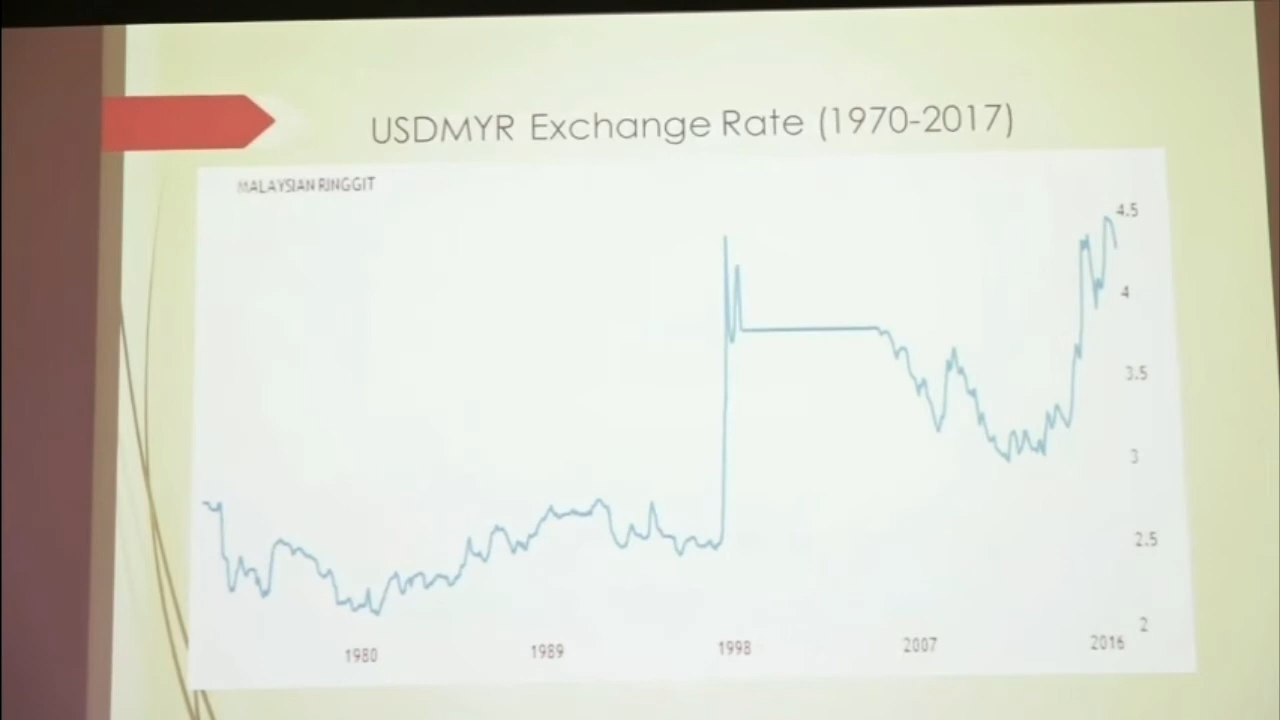 USDMYR Exchange Rate (1970-2017)
MALAYSIAN RINGGIT
4.5
4
3.5
3
2.5
2
1980 1989 1998 2007 2016